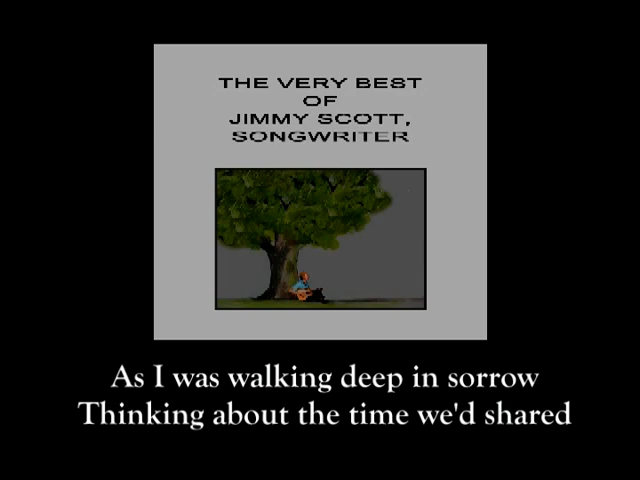 THE VERY BEST
OF
JIMMY SCOTT,
SONGWRITER
As I was walking deep in sorrow
Thinking about the time we'd shared